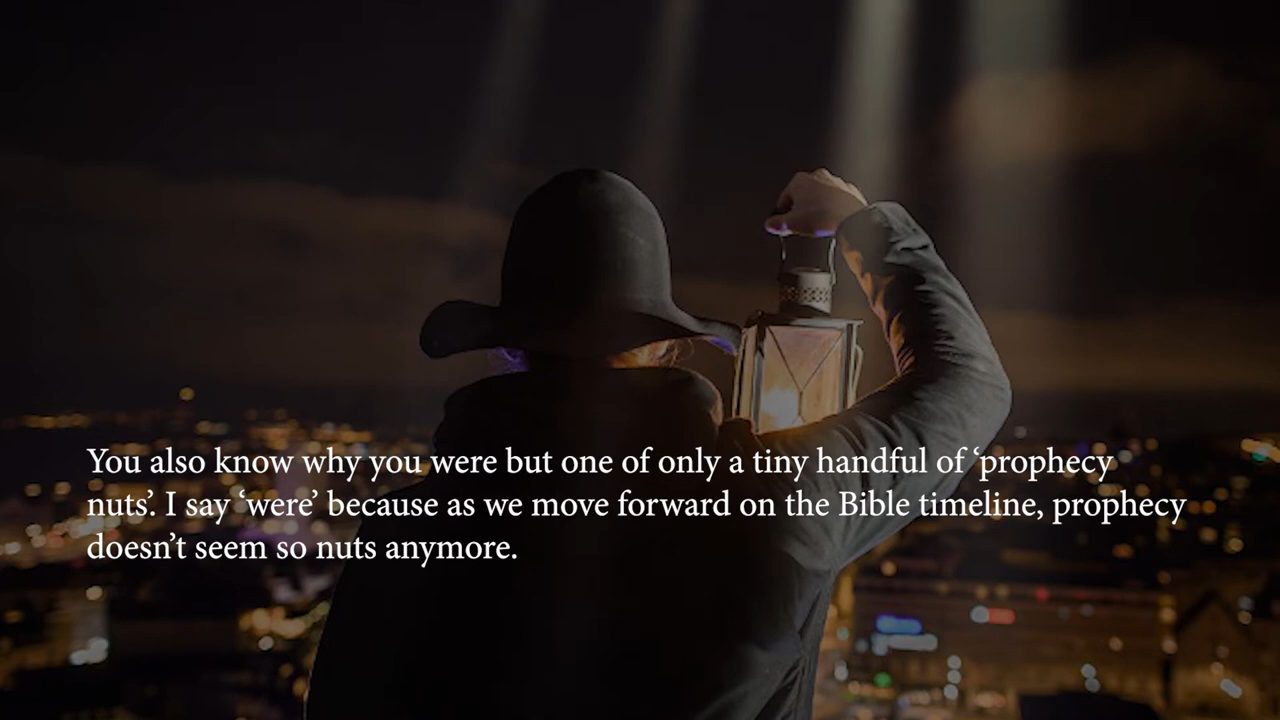 You also know why you were but one of only a tiny handful of ‘prophecy
nuts’. I say ‘were’ because as we move forward on the Bible timeline, prophecy
doesn’t seem so nuts anymore.